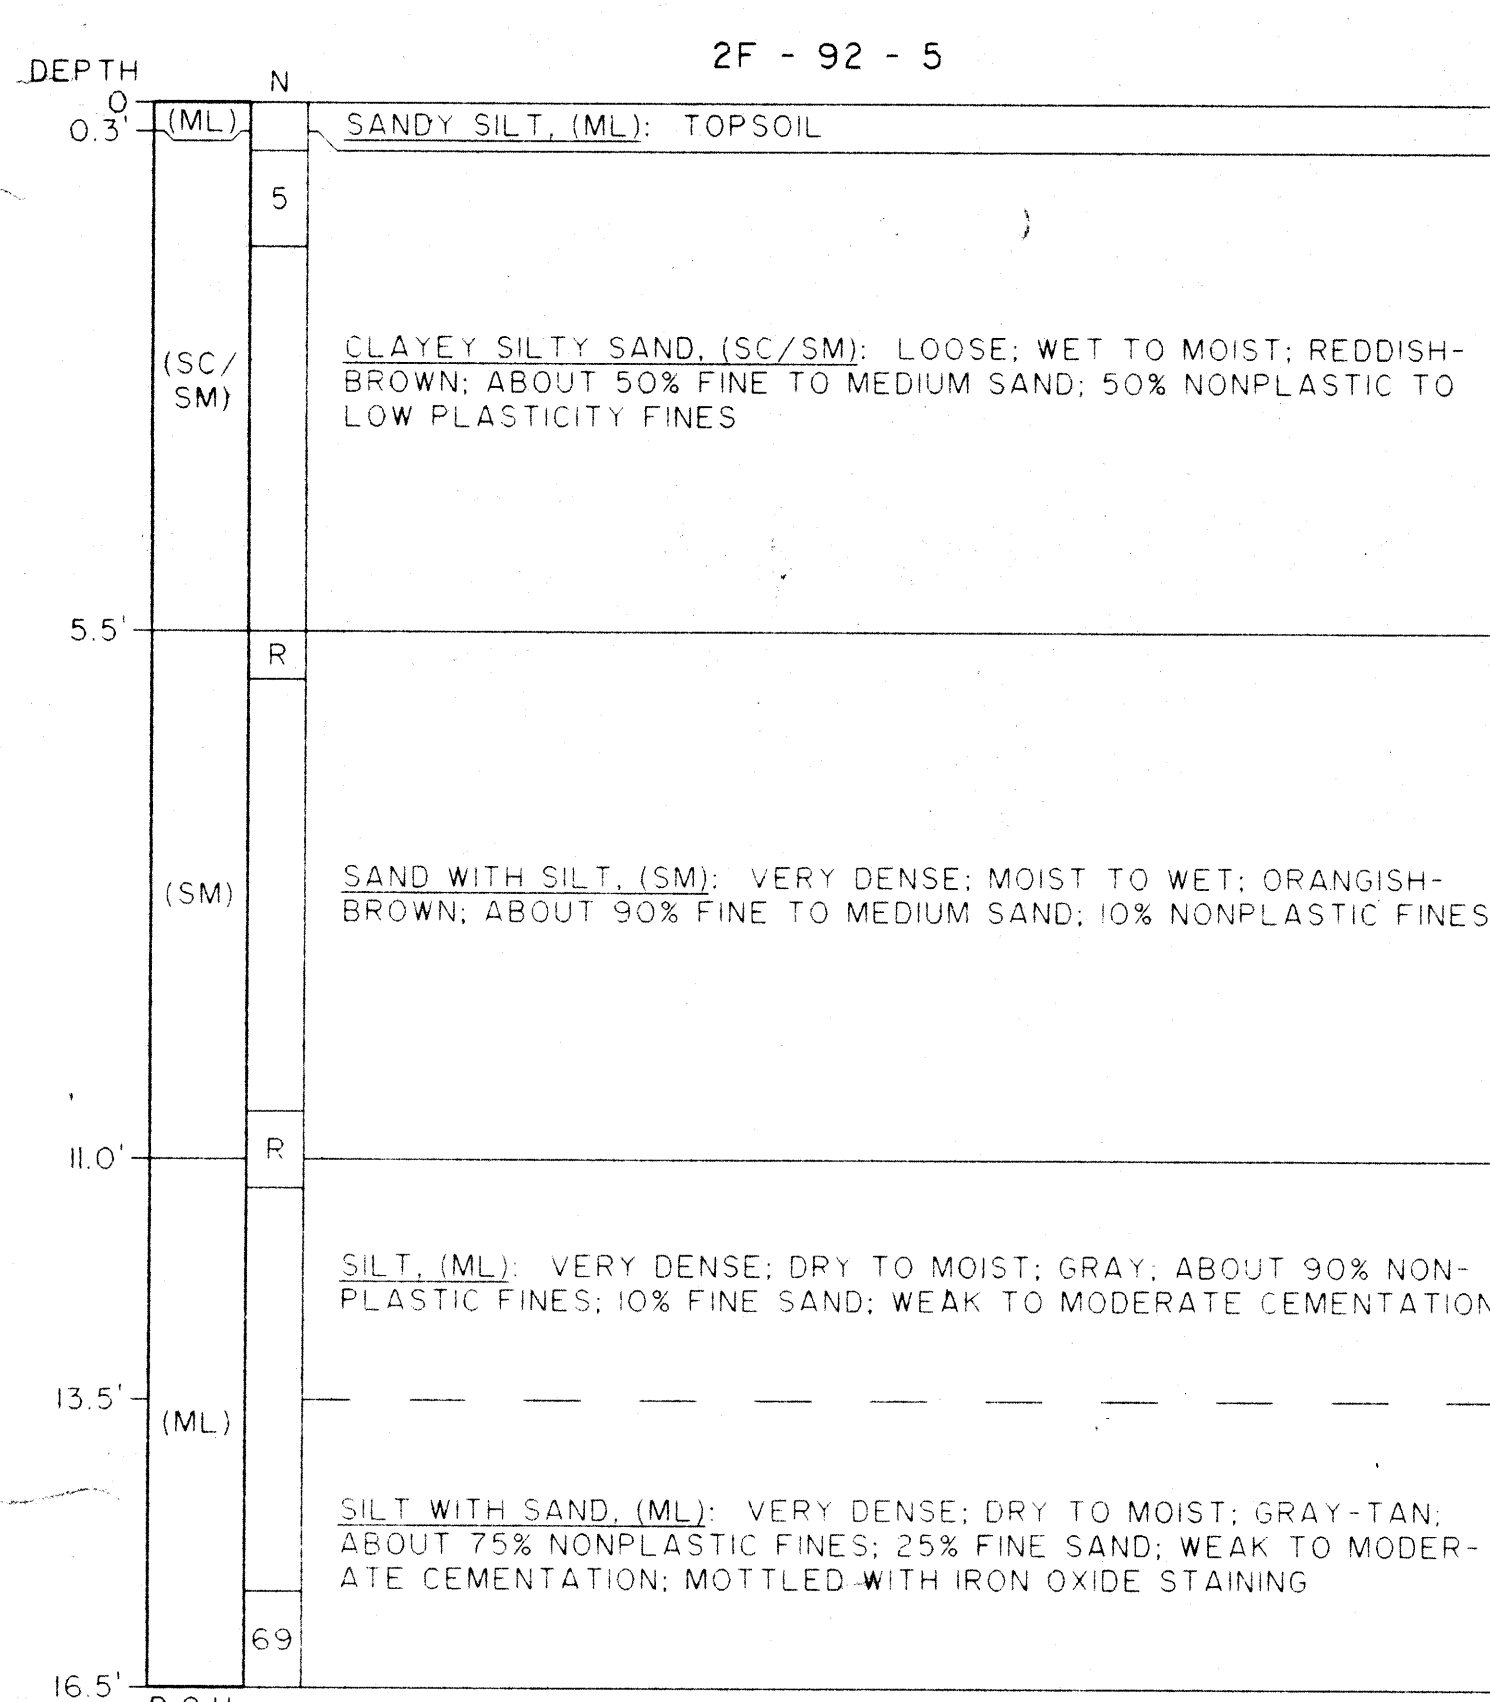 2F - 92 - 5
DEPTH
N
0
0.3'
(ML)
SANDY SILT, (ML): TOPSOIL
5
(SC/
SM)
CLAYEY SILTY SAND, (SC/SM): LOOSE; WET TO MOIST; REDDISH-
BROWN; ABOUT 50% FINE TO MEDIUM SAND; 50% NONPLASTIC TO
LOW PLASTICITY FINES
5.5'
R
(SM)
SAND WITH SILT, (SM): VERY DENSE; MOIST TO WET; ORANGISH-
BROWN; ABOUT 90% FINE TO MEDIUM SAND; 10% NONPLASTIC FINES
R
11.0'
SILT, (ML): VERY DENSE; DRY TO MOIST; GRAY; ABOUT 90% NON-
PLASTIC FINES; 10% FINE SAND; WEAK TO MODERATE CEMENTATION
13.5'
(ML)
SILT WITH SAND, (ML): VERY DENSE; DRY TO MOIST; GRAY-TAN;
ABOUT 75% NONPLASTIC FINES; 25% FINE SAND; WEAK TO MODER-
ATE CEMENTATION; MOTTLED WITH IRON OXIDE STAINING
69
16.5'